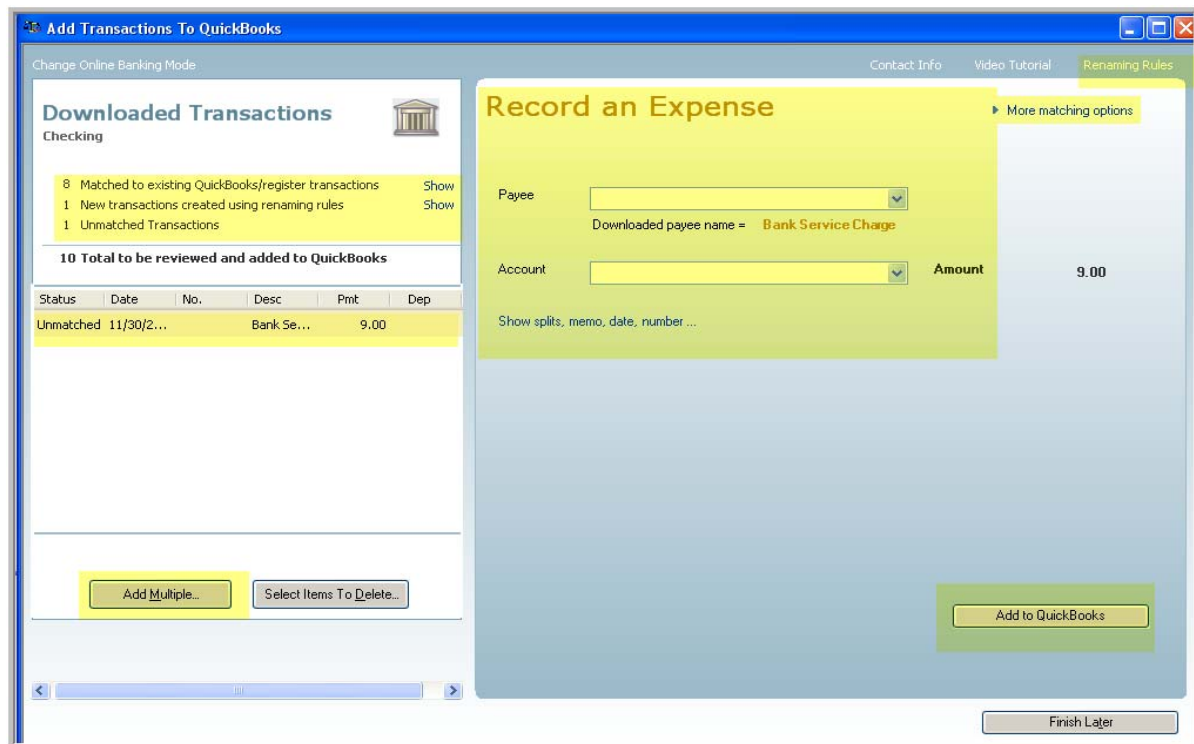 Add Transactions To QuickBooks
Change Online Banking Mode
Contact Info Video Tutorial Renaming Rules
Downloaded Transactions
Checking
8 Matched to existing QuickBooks/register transactions Show
1 New transactions created using renaming rules Show
1 Unmatched Transactions
10 Total to be reviewed and added to QuickBooks
Status Date No. Desc Pmt Dep
Unmatched 11/30/2... Bank Se... 9.00
Add Multiple...
Select Items To Delete...
Record an Expense
More matching options
Payee
Downloaded payee name = Bank Service Charge
Account Amount 9.00
Show splits, memo, date, number ...
Add to QuickBooks
Finish Later